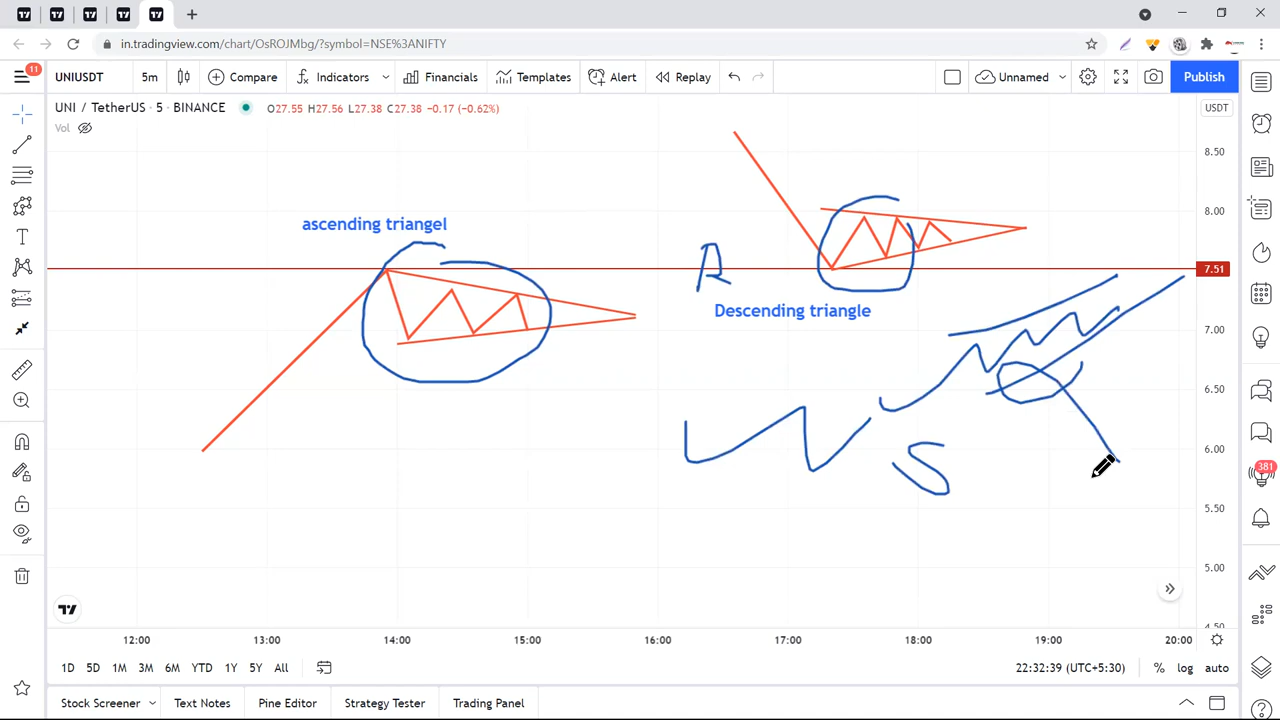 in.tradingview.com/chart/OsROJMbg/?symbol=NSE%3ANIFTY
11
UNIUSDT 5m Compare Indicators Financials Templates Alert Replay Unnamed Publish
UNI / TetherUS · 5 · BINANCE O27.55 H27.56 L27.38 C27.38 −0.17 (−0.62%)
USDT
Vol
8.50
8.00
ascending triangel
R
7.51
Descending triangle
7.00
6.50
6.00
S
381
5.50
5.00
4.50
12:00 13:00 14:00 15:00 16:00 17:00 18:00 19:00 20:00
1D 5D 1M 3M 6M YTD 1Y 5Y All 22:32:39 (UTC+5:30) % log auto
Stock Screener Text Notes Pine Editor Strategy Tester Trading Panel